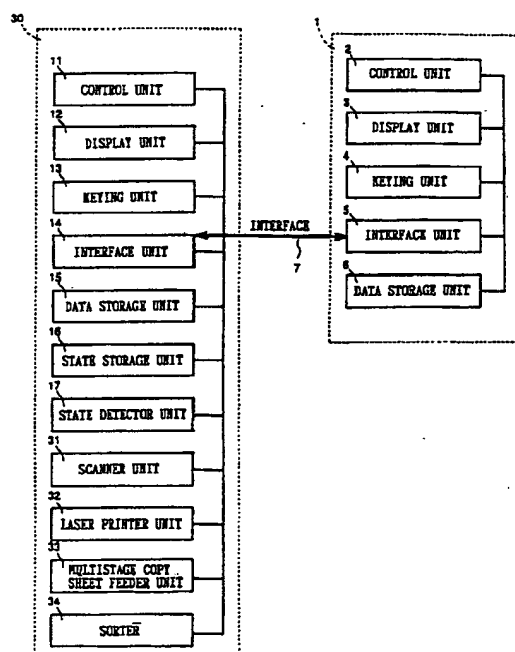 30
11
CONTROL UNIT
12
DISPLAY UNIT
13
KEYING UNIT
14
INTERFACE UNIT
15
DATA STORAGE UNIT
16
STATE STORAGE UNIT
17
STATE DETECTOR UNIT
31
SCANNER UNIT
32
LASER PRINTER UNIT
33
MULTISTAGE COPY
SHEET FEEDER UNIT
34
SORTER
INTERFACE
7
1
2
CONTROL UNIT
3
DISPLAY UNIT
4
KEYING UNIT
5
INTERFACE UNIT
6
DATA STORAGE UNIT